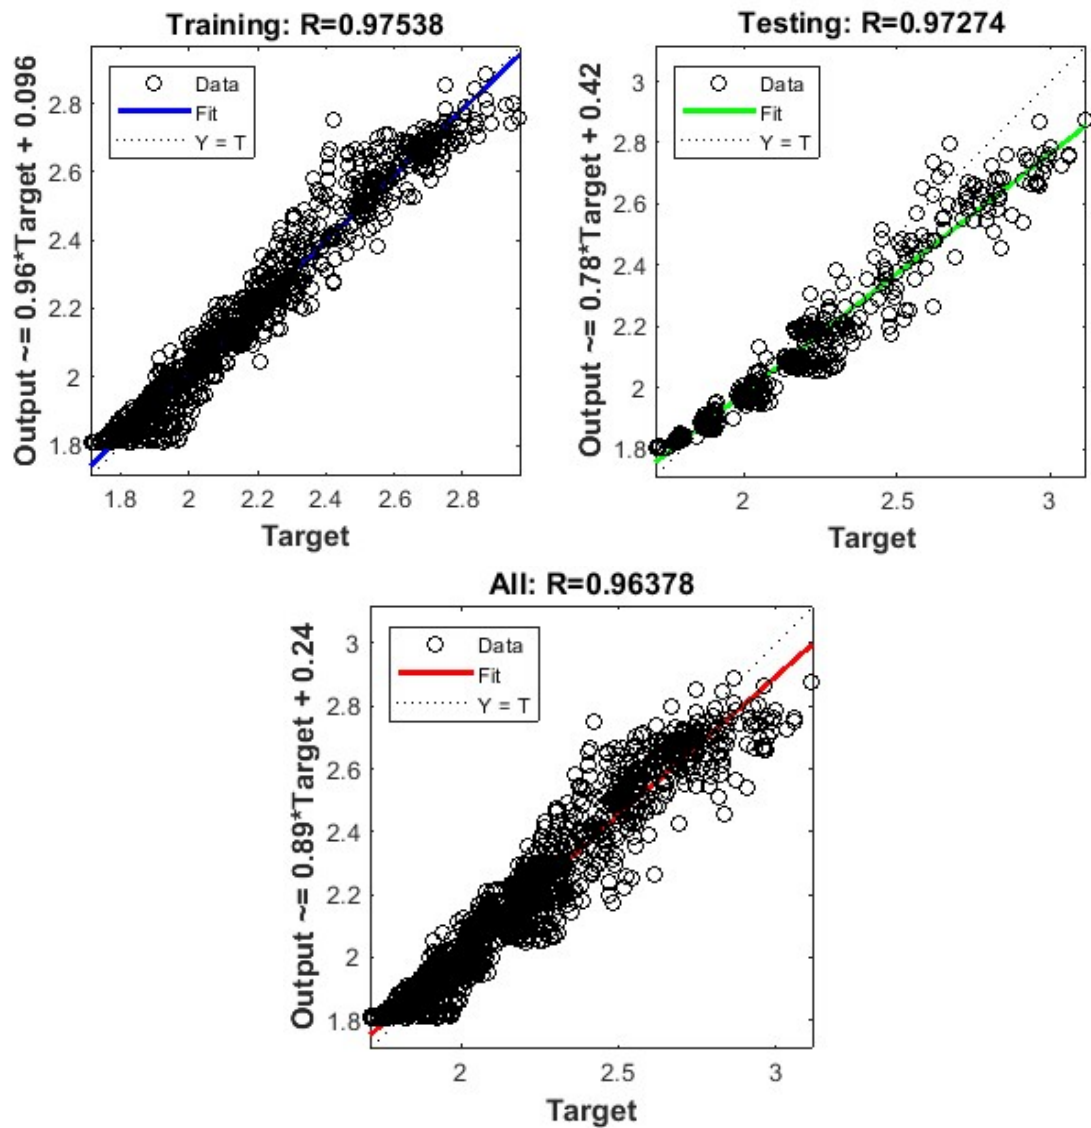 Training: R=0.97538
Output ~= 0.96*Target + 0.096
Data
Fit
Y = T
2.8
2.6
2.4
2.2
2
1.8
1.8 2 2.2 2.4 2.6 2.8
Target
Testing: R=0.97274
Output ~= 0.78*Target + 0.42
Data
Fit
Y = T
3
2.8
2.6
2.4
2.2
2
1.8
2 2.5 3
Target
All: R=0.96378
Output ~= 0.89*Target + 0.24
Data
Fit
Y = T
3
2.8
2.6
2.4
2.2
2
1.8
2 2.5 3
Target